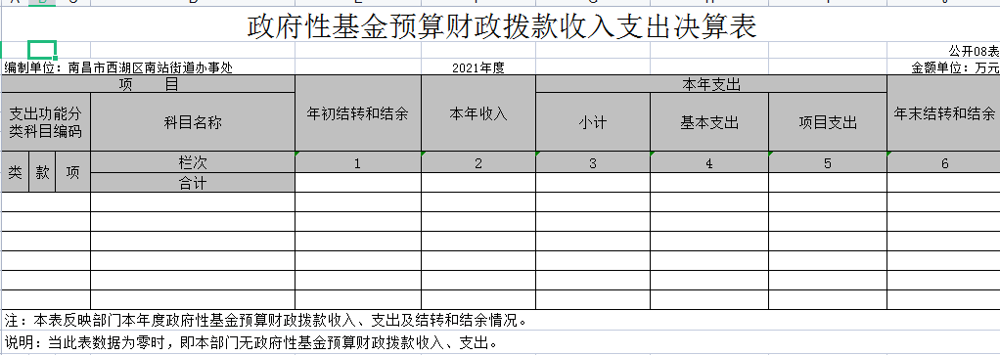 政府性基金预算财政拨款收入支出决算表
公开08表
编制单位：南昌市西湖区南站街道办事处 2021年度 金额单位：万元
项 目 年初结转和结余 本年收入 本年支出 年末结转和结余
支出功能分类科目编码 科目名称 小计 基本支出 项目支出
类 款 项 栏次 1 2 3 4 5 6
合计
注：本表反映部门本年度政府性基金预算财政拨款收入、支出及结转和结余情况。
说明：当此表数据为零时，即本部门无政府性基金预算财政拨款收入、支出。